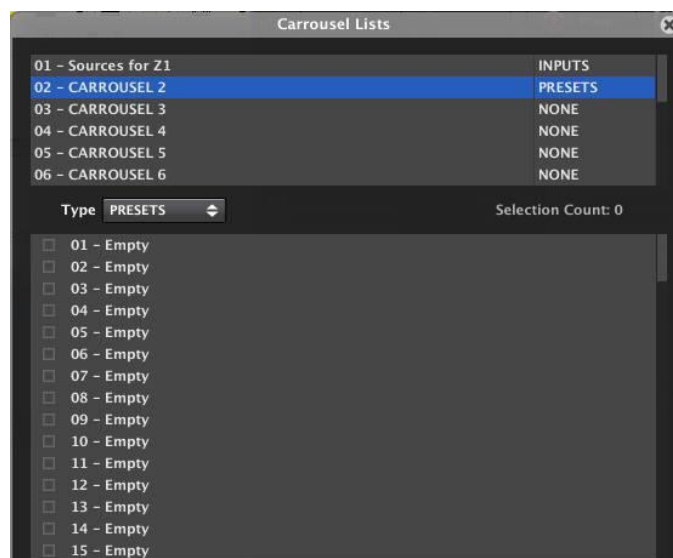 Carrousel Lists
01 – Sources for Z1 INPUTS
02 – CARROUSEL 2 PRESETS
03 – CARROUSEL 3 NONE
04 – CARROUSEL 4 NONE
05 – CARROUSEL 5 NONE
06 – CARROUSEL 6 NONE
Type PRESETS Selection Count: 0
01 – Empty
02 – Empty
03 – Empty
04 – Empty
05 – Empty
06 – Empty
07 – Empty
08 – Empty
09 – Empty
10 – Empty
11 – Empty
12 – Empty
13 – Empty
14 – Empty
15 – Empty